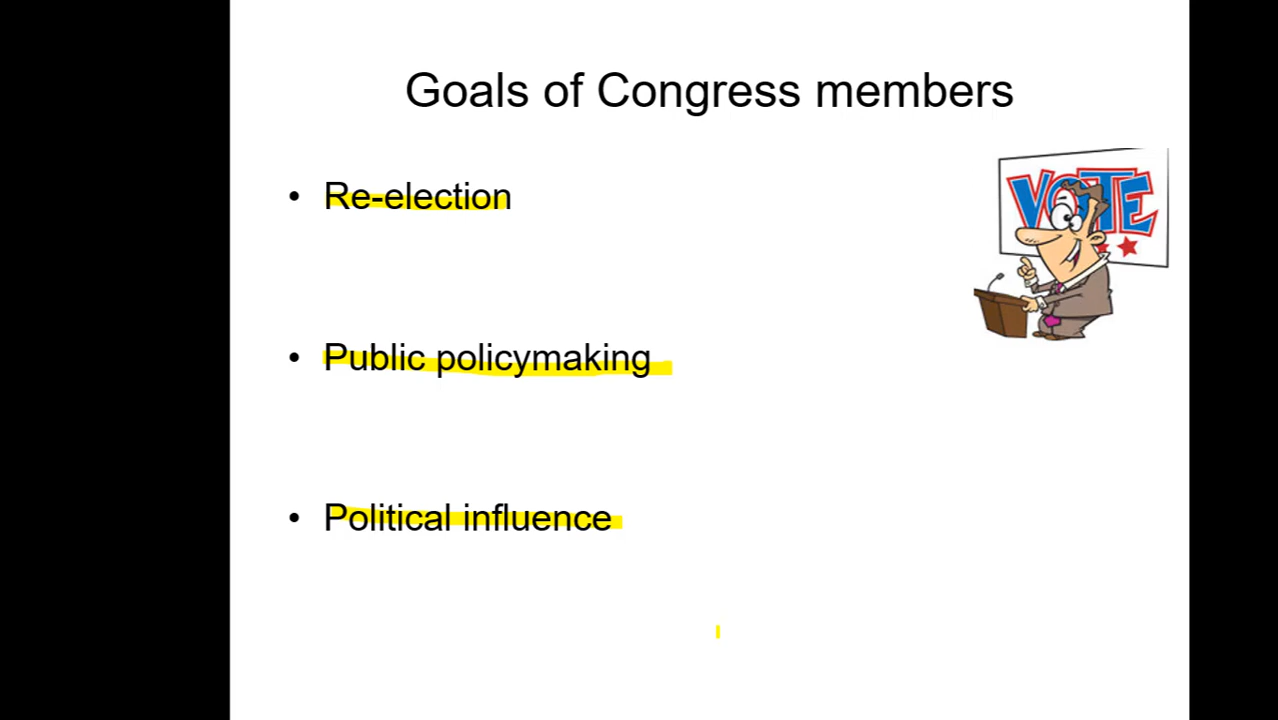 Goals of Congress members
VOTE
• Re-election
• Public policymaking
• Political influence